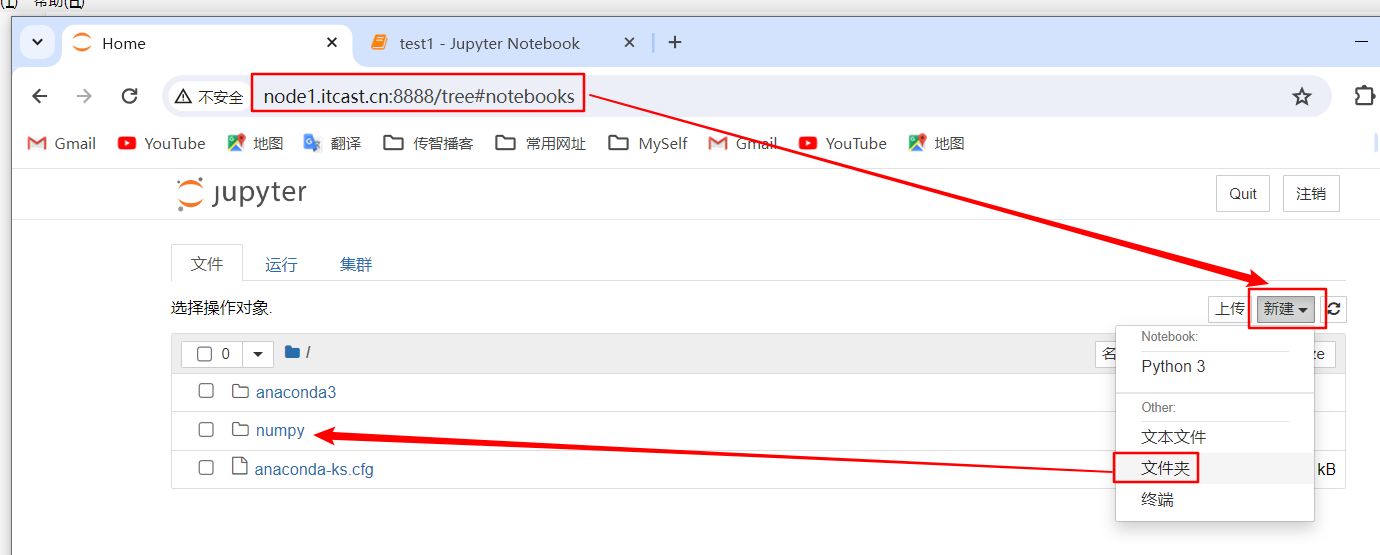 帮助(H)
Home
test1 - Jupyter Notebook
不安全
node1.itcast.cn:8888/tree#notebooks
Gmail
YouTube
地图
翻译
传智播客
常用网址
MySelf
Gmail
YouTube
地图
jupyter
Quit
注销
文件
运行
集群
选择操作对象.
上传
新建
0
/
名
ze
Notebook:
Python 3
anaconda3
Other:
numpy
文本文件
anaconda-ks.cfg
文件夹
kB
终端